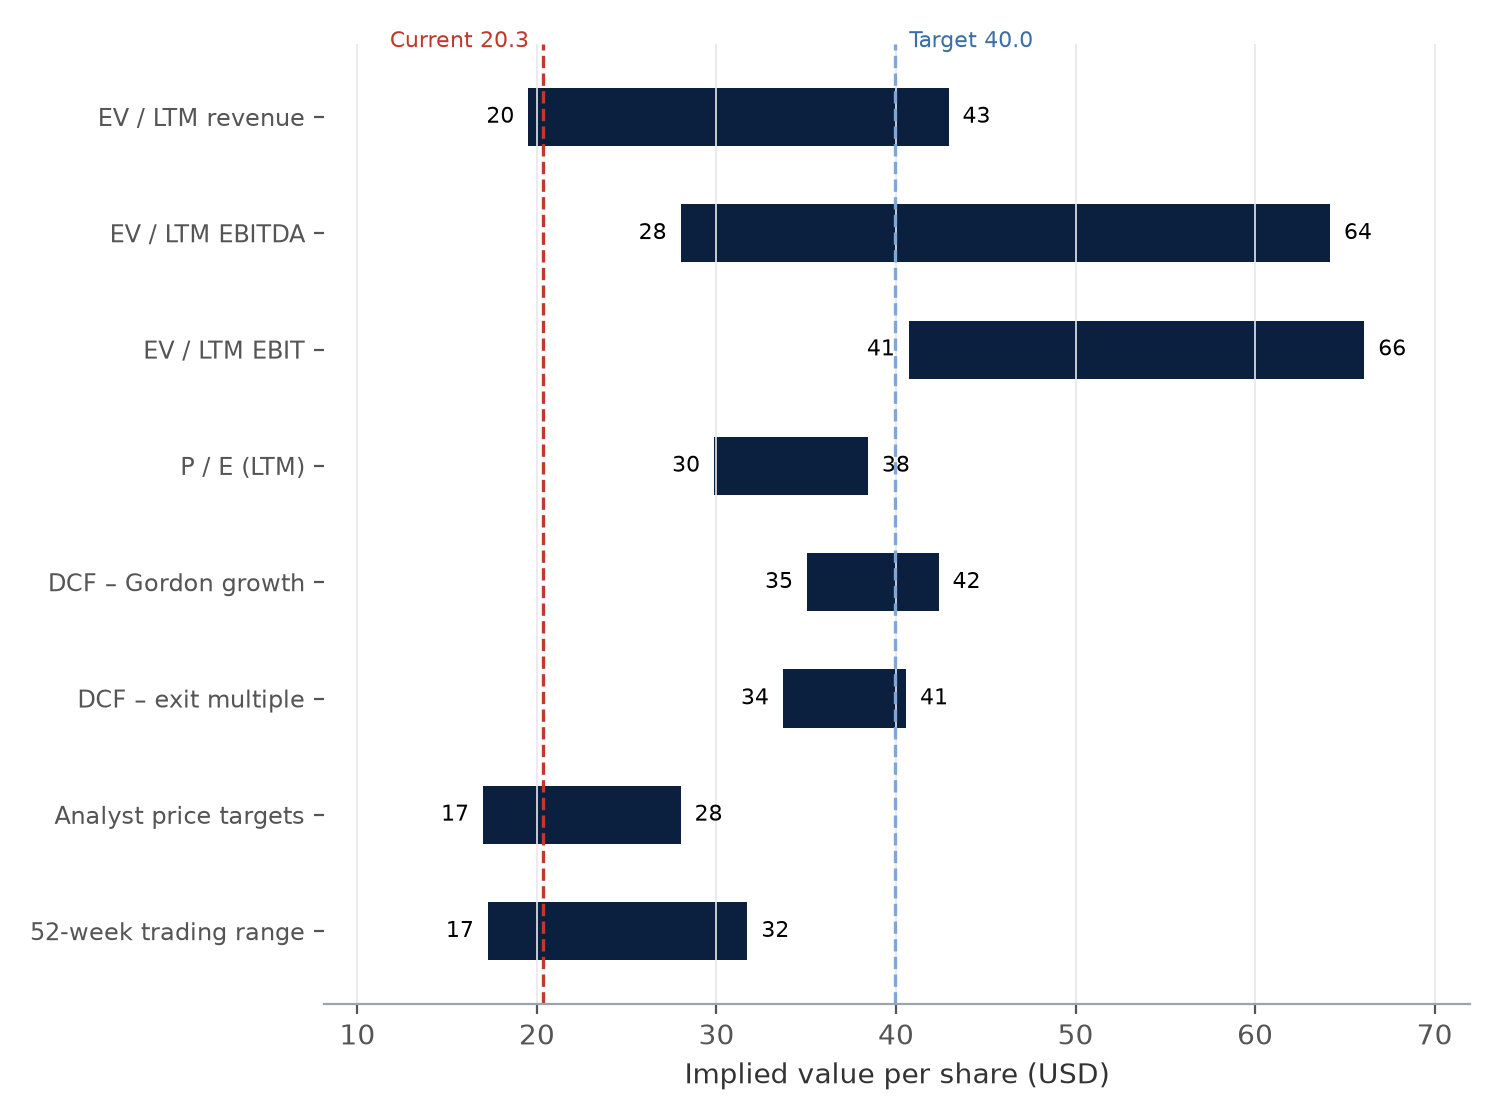 Current 20.3
Target 40.0
EV / LTM revenue
20
43
EV / LTM EBITDA
28
64
EV / LTM EBIT
41
66
P / E (LTM)
30
38
DCF – Gordon growth
35
42
DCF – exit multiple
34
41
Analyst price targets
17
28
52-week trading range
17
32
10 20 30 40 50 60 70
Implied value per share (USD)